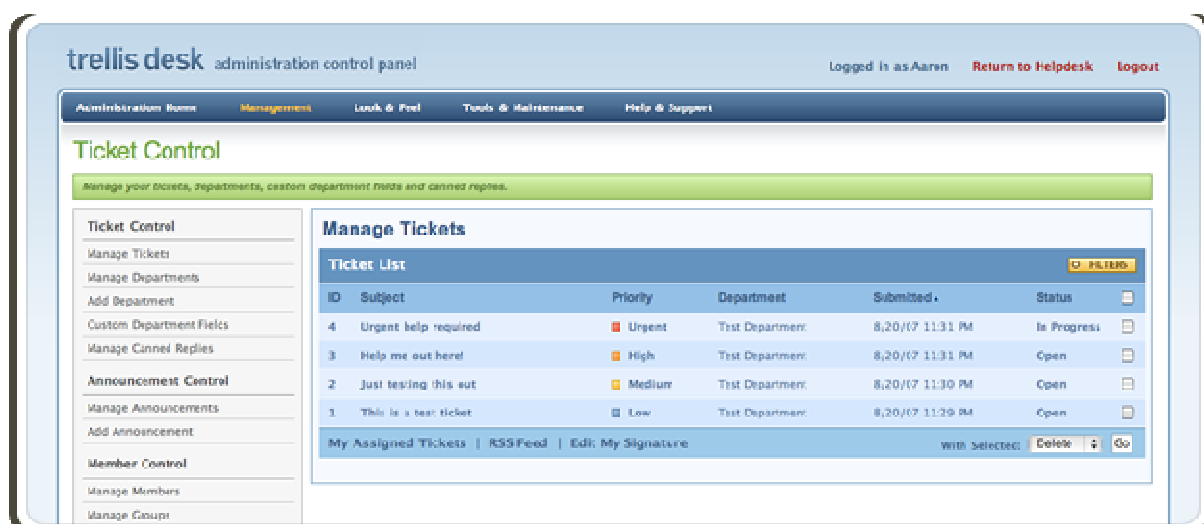 trellis desk administration control panel
Logged in as Aaron Return to Helpdesk Logout
Administration Home Management Look & Feel Tools & Maintenance Help & Support
Ticket Control
Manage your tickets, departments, custom department fields and canned replies.
Ticket Control
Manage Tickets
Manage Departments
Add Department
Custom Department Fields
Manage Canned Replies
Announcement Control
Manage Announcements
Add Announcement
Member Control
Manage Members
Manage Groups
Manage Tickets
Ticket List FILTERS
ID Subject Priority Department Submitted Status
4 Urgent help required Urgent Test Department 8/20/07 11:31 PM In Progress
3 Help me out here! High Test Department 8/20/07 11:31 PM Open
2 Just testing this out Medium Test Department 8/20/07 11:30 PM Open
1 This is a test ticket Low Test Department 8/20/07 11:29 PM Open
My Assigned Tickets | RSS Feed | Edit My Signature With Selected: Delete Go